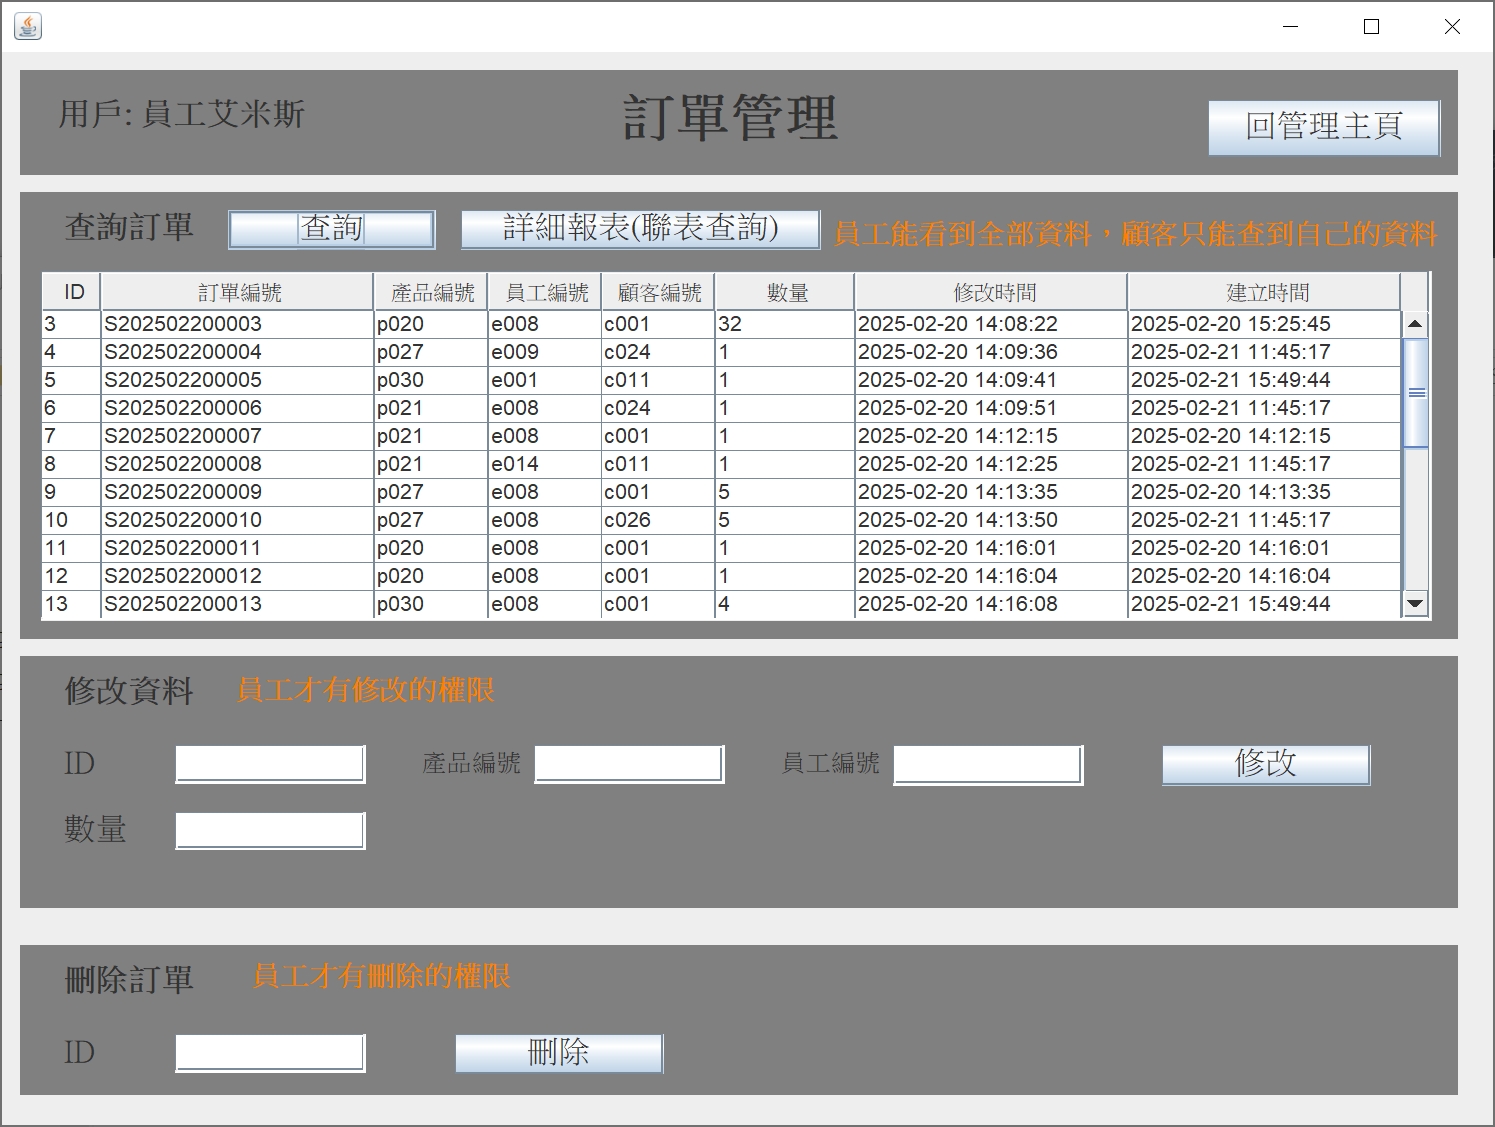 用戶: 員工艾米斯
訂單管理
回管理主頁
查詢訂單 查詢 詳細報表(聯表查詢) 員工能看到全部資料，顧客只能查到自己的資料
ID 訂單編號 產品編號 員工編號 顧客編號 數量 修改時間 建立時間
3 S202502200003 p020 e008 c001 32 2025-02-20 14:08:22 2025-02-20 15:25:45
4 S202502200004 p027 e009 c024 1 2025-02-20 14:09:36 2025-02-21 11:45:17
5 S202502200005 p030 e001 c011 1 2025-02-20 14:09:41 2025-02-21 15:49:44
6 S202502200006 p021 e008 c024 1 2025-02-20 14:09:51 2025-02-21 11:45:17
7 S202502200007 p021 e008 c001 1 2025-02-20 14:12:15 2025-02-20 14:12:15
8 S202502200008 p021 e014 c011 1 2025-02-20 14:12:25 2025-02-21 11:45:17
9 S202502200009 p027 e008 c001 5 2025-02-20 14:13:35 2025-02-20 14:13:35
10 S202502200010 p027 e008 c026 5 2025-02-20 14:13:50 2025-02-21 11:45:17
11 S202502200011 p020 e008 c001 1 2025-02-20 14:16:01 2025-02-20 14:16:01
12 S202502200012 p020 e008 c001 1 2025-02-20 14:16:04 2025-02-20 14:16:04
13 S202502200013 p030 e008 c001 4 2025-02-20 14:16:08 2025-02-21 15:49:44
修改資料 員工才有修改的權限
ID 產品編號 員工編號 修改
數量
刪除訂單 員工才有刪除的權限
ID 刪除